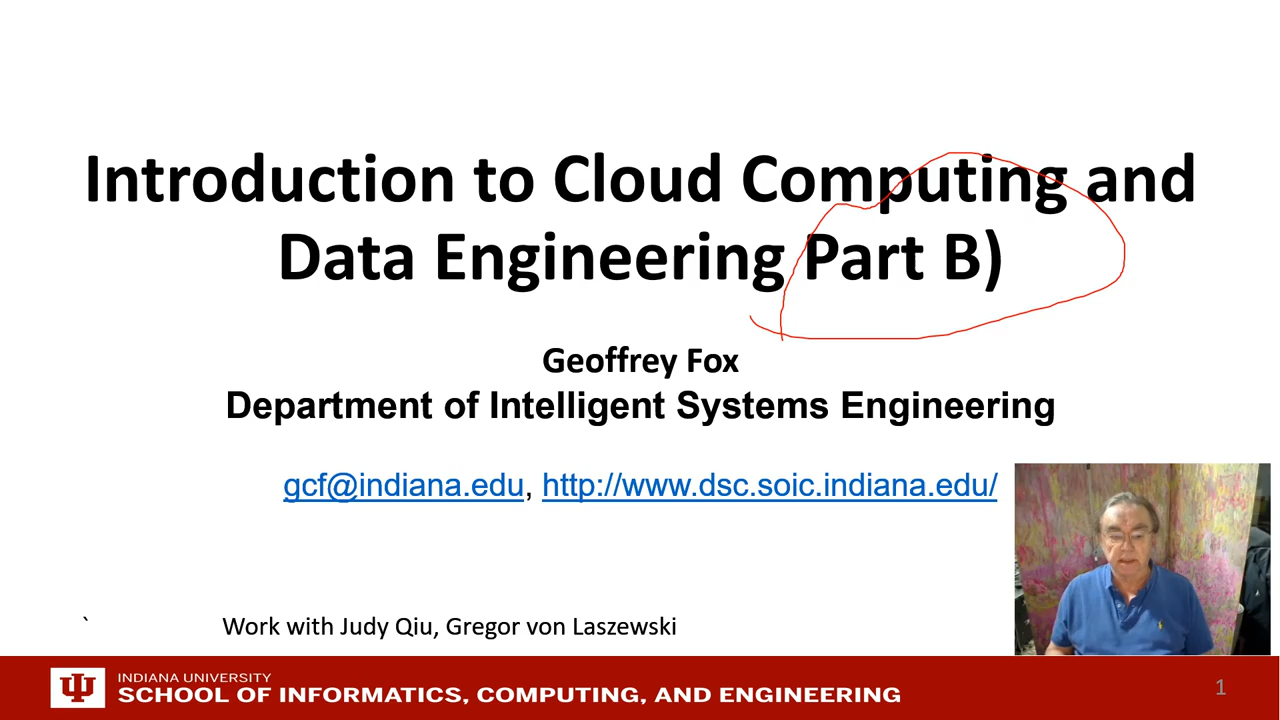 Introduction to Cloud Computing and
Data Engineering Part B)
Geoffrey Fox
Department of Intelligent Systems Engineering
gcf@indiana.edu, http://www.dsc.soic.indiana.edu/
` Work with Judy Qiu, Gregor von Laszewski
INDIANA UNIVERSITY
SCHOOL OF INFORMATICS, COMPUTING, AND ENGINEERING
1